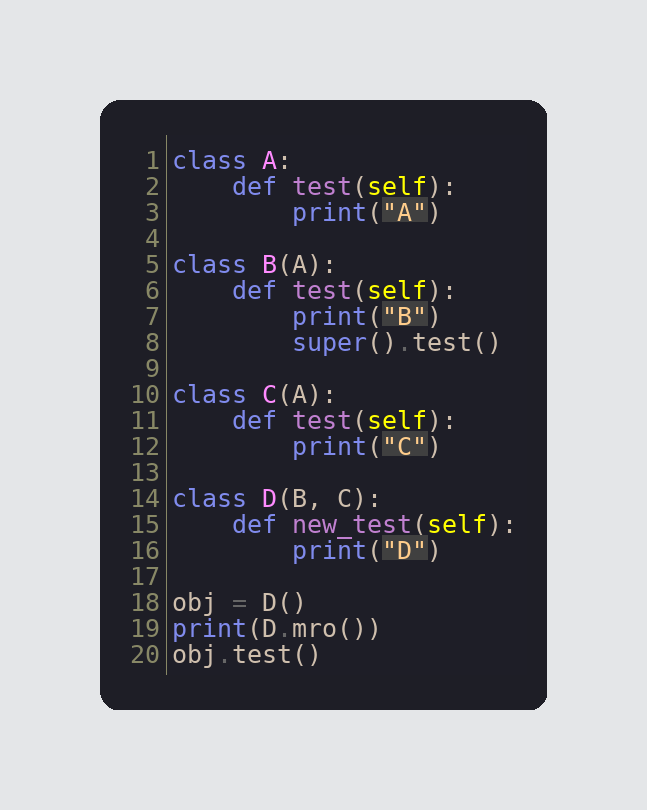 1 class A:
2     def test(self):
3         print("A")
4
5 class B(A):
6     def test(self):
7         print("B")
8         super().test()
9
10 class C(A):
11     def test(self):
12         print("C")
13
14 class D(B, C):
15     def new_test(self):
16         print("D")
17
18 obj = D()
19 print(D.mro())
20 obj.test()